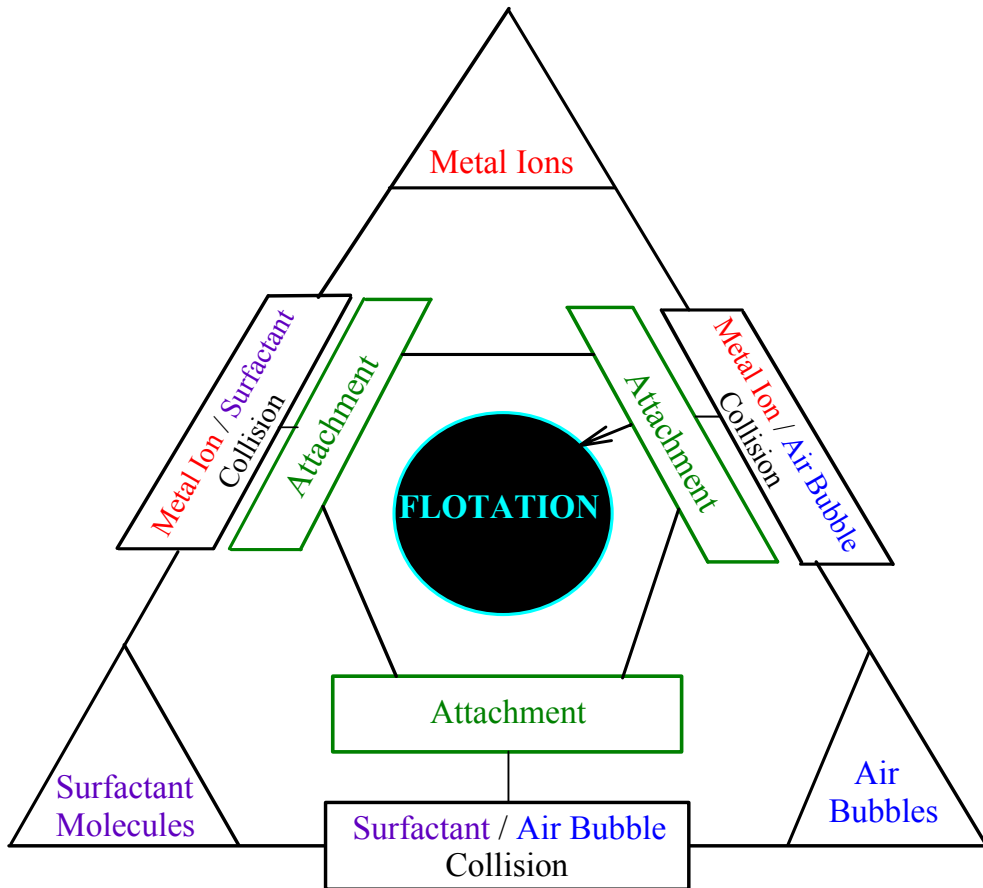 Metal Ions
Metal Ion / Surfactant
Collision
Attachment
Attachment
Metal Ion / Air Bubble
Collision
FLOTATION
Attachment
Surfactant
Molecules
Surfactant / Air Bubble
Collision
Air
Bubbles